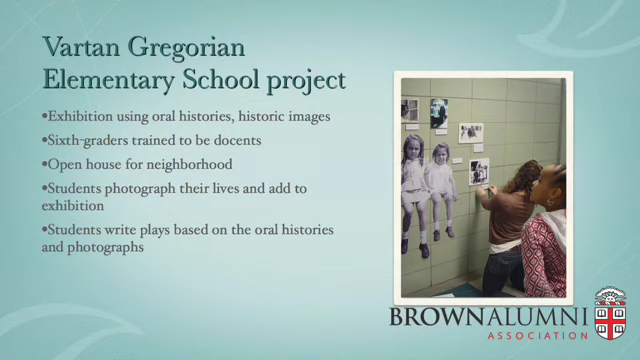 Vartan Gregorian
Elementary School project
•Exhibition using oral histories, historic images
•Sixth-graders trained to be docents
•Open house for neighborhood
•Students photograph their lives and add to
exhibition
•Students write plays based on the oral histories
and photographs
BROWNALUMNI
ASSOCIATION